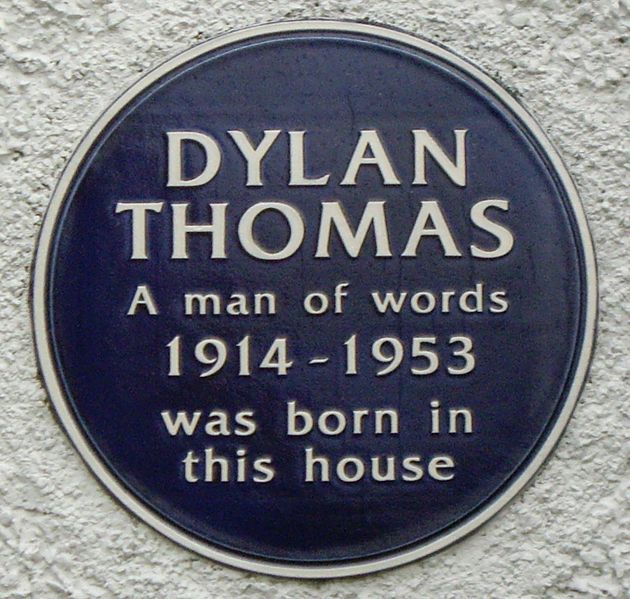 DYLAN
THOMAS
A man of words
1914 - 1953
was born in
this house